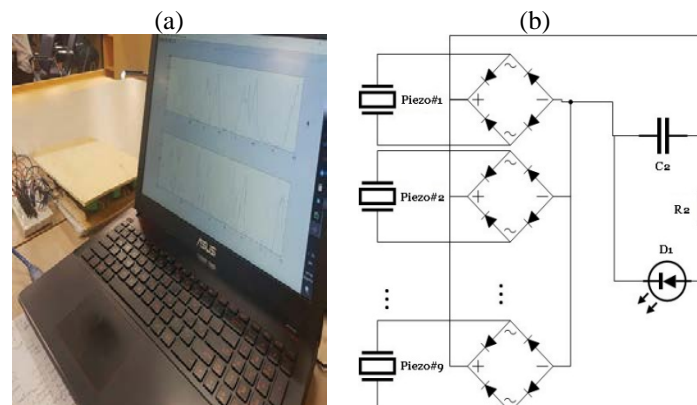 (a)
(b)
Piezo#1
~
+
−
~
C2
Piezo#2
~
+
−
~
R2
D1
Piezo#9
~
+
−
~
ASUS